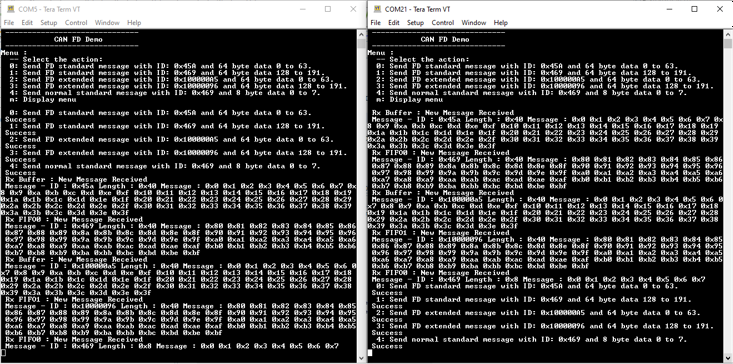 COM5 - Tera Term VT
File Edit Setup Control Window Help
------------------------------
CAN FD Demo
------------------------------
Menu :
-- Select the action:
0: Send FD standard message with ID: 0x45A and 64 byte data 0 to 63.
1: Send FD standard message with ID: 0x469 and 64 byte data 128 to 191.
2: Send FD extended message with ID: 0x100000A5 and 64 byte data 0 to 63.
3: Send FD extended message with ID: 0x10000096 and 64 byte data 128 to 191.
4: Send normal standard message with ID: 0x469 and 8 byte data 0 to 7.
m: Display menu
0: Send FD standard message with ID: 0x45A and 64 byte data 0 to 63.
Success
1: Send FD standard message with ID: 0x469 and 64 byte data 128 to 191.
Success
2: Send FD extended message with ID: 0x100000A5 and 64 byte data 0 to 63.
Success
3: Send FD extended message with ID: 0x10000096 and 64 byte data 128 to 191.
Success
4: Send normal standard message with ID: 0x469 and 8 byte data 0 to 7.
Success
Rx Buffer : New Message Received
Message - ID : 0x45a Length : 0x40 Message : 0x0 0x1 0x2 0x3 0x4 0x5 0x6 0x7 0x
8 0x9 0xa 0xb 0xc 0xd 0xe 0xf 0x10 0x11 0x12 0x13 0x14 0x15 0x16 0x17 0x18 0x19
0x1a 0x1b 0x1c 0x1d 0x1e 0x1f 0x20 0x21 0x22 0x23 0x24 0x25 0x26 0x27 0x28 0x29
0x2a 0x2b 0x2c 0x2d 0x2e 0x2f 0x30 0x31 0x32 0x33 0x34 0x35 0x36 0x37 0x38 0x39
0x3a 0x3b 0x3c 0x3d 0x3e 0x3f
Rx FIFO0 : New Message Received
Message - ID : 0x469 Length : 0x40 Message : 0x80 0x81 0x82 0x83 0x84 0x85 0x86
0x87 0x88 0x89 0x8a 0x8b 0x8c 0x8d 0x8e 0x8f 0x90 0x91 0x92 0x93 0x94 0x95 0x96
0x97 0x98 0x99 0x9a 0x9b 0x9c 0x9d 0x9e 0x9f 0xa0 0xa1 0xa2 0xa3 0xa4 0xa5 0xa6
0xa7 0xa8 0xa9 0xaa 0xab 0xac 0xad 0xae 0xaf 0xb0 0xb1 0xb2 0xb3 0xb4 0xb5 0xb6
0xb7 0xb8 0xb9 0xba 0xbb 0xbc 0xbd 0xbe 0xbf
Rx Buffer : New Message Received
Message - ID : 0x100000a5 Length : 0x40 Message : 0x0 0x1 0x2 0x3 0x4 0x5 0x6 0
x7 0x8 0x9 0xa 0xb 0xc 0xd 0xe 0xf 0x10 0x11 0x12 0x13 0x14 0x15 0x16 0x17 0x18
0x19 0x1a 0x1b 0x1c 0x1d 0x1e 0x1f 0x20 0x21 0x22 0x23 0x24 0x25 0x26 0x27 0x28
0x29 0x2a 0x2b 0x2c 0x2d 0x2e 0x2f 0x30 0x31 0x32 0x33 0x34 0x35 0x36 0x37 0x38
0x39 0x3a 0x3b 0x3c 0x3d 0x3e 0x3f
Rx FIFO1 : New Message Received
Message - ID : 0x10000096 Length : 0x40 Message : 0x80 0x81 0x82 0x83 0x84 0x85
0x86 0x87 0x88 0x89 0x8a 0x8b 0x8c 0x8d 0x8e 0x8f 0x90 0x91 0x92 0x93 0x94 0x95
0x96 0x97 0x98 0x99 0x9a 0x9b 0x9c 0x9d 0x9e 0x9f 0xa0 0xa1 0xa2 0xa3 0xa4 0xa5
0xa6 0xa7 0xa8 0xa9 0xaa 0xab 0xac 0xad 0xae 0xaf 0xb0 0xb1 0xb2 0xb3 0xb4 0xb5
0xb6 0xb7 0xb8 0xb9 0xba 0xbb 0xbc 0xbd 0xbe 0xbf
Rx FIFO0 : New Message Received
Message - ID : 0x469 Length : 0x8 Message : 0x0 0x1 0x2 0x3 0x4 0x5 0x6 0x7
COM21 - Tera Term VT
File Edit Setup Control Window Help
------------------------------
CAN FD Demo
------------------------------
Menu :
-- Select the action:
0: Send FD standard message with ID: 0x45A and 64 byte data 0 to 63.
1: Send FD standard message with ID: 0x469 and 64 byte data 128 to 191.
2: Send FD extended message with ID: 0x100000A5 and 64 byte data 0 to 63.
3: Send FD extended message with ID: 0x10000096 and 64 byte data 128 to 191.
4: Send normal standard message with ID: 0x469 and 8 byte data 0 to 7.
m: Display menu
Rx Buffer : New Message Received
Message - ID : 0x45a Length : 0x40 Message : 0x0 0x1 0x2 0x3 0x4 0x5 0x6 0x7 0x
8 0x9 0xa 0xb 0xc 0xd 0xe 0xf 0x10 0x11 0x12 0x13 0x14 0x15 0x16 0x17 0x18 0x19
0x1a 0x1b 0x1c 0x1d 0x1e 0x1f 0x20 0x21 0x22 0x23 0x24 0x25 0x26 0x27 0x28 0x29
0x2a 0x2b 0x2c 0x2d 0x2e 0x2f 0x30 0x31 0x32 0x33 0x34 0x35 0x36 0x37 0x38 0x39
0x3a 0x3b 0x3c 0x3d 0x3e 0x3f
Rx FIFO0 : New Message Received
Message - ID : 0x469 Length : 0x40 Message : 0x80 0x81 0x82 0x83 0x84 0x85 0x86
0x87 0x88 0x89 0x8a 0x8b 0x8c 0x8d 0x8e 0x8f 0x90 0x91 0x92 0x93 0x94 0x95 0x96
0x97 0x98 0x99 0x9a 0x9b 0x9c 0x9d 0x9e 0x9f 0xa0 0xa1 0xa2 0xa3 0xa4 0xa5 0xa6
0xa7 0xa8 0xa9 0xaa 0xab 0xac 0xad 0xae 0xaf 0xb0 0xb1 0xb2 0xb3 0xb4 0xb5 0xb6
0xb7 0xb8 0xb9 0xba 0xbb 0xbc 0xbd 0xbe 0xbf
Rx Buffer : New Message Received
Message - ID : 0x100000a5 Length : 0x40 Message : 0x0 0x1 0x2 0x3 0x4 0x5 0x6 0
x7 0x8 0x9 0xa 0xb 0xc 0xd 0xe 0xf 0x10 0x11 0x12 0x13 0x14 0x15 0x16 0x17 0x18
0x19 0x1a 0x1b 0x1c 0x1d 0x1e 0x1f 0x20 0x21 0x22 0x23 0x24 0x25 0x26 0x27 0x28
0x29 0x2a 0x2b 0x2c 0x2d 0x2e 0x2f 0x30 0x31 0x32 0x33 0x34 0x35 0x36 0x37 0x38
0x39 0x3a 0x3b 0x3c 0x3d 0x3e 0x3f
Rx FIFO1 : New Message Received
Message - ID : 0x10000096 Length : 0x40 Message : 0x80 0x81 0x82 0x83 0x84 0x85
0x86 0x87 0x88 0x89 0x8a 0x8b 0x8c 0x8d 0x8e 0x8f 0x90 0x91 0x92 0x93 0x94 0x95
0x96 0x97 0x98 0x99 0x9a 0x9b 0x9c 0x9d 0x9e 0x9f 0xa0 0xa1 0xa2 0xa3 0xa4 0xa5
0xa6 0xa7 0xa8 0xa9 0xaa 0xab 0xac 0xad 0xae 0xaf 0xb0 0xb1 0xb2 0xb3 0xb4 0xb5
0xb6 0xb7 0xb8 0xb9 0xba 0xbb 0xbc 0xbd 0xbe 0xbf
Rx FIFO0 : New Message Received
Message - ID : 0x469 Length : 0x8 Message : 0x0 0x1 0x2 0x3 0x4 0x5 0x6 0x7
0: Send FD standard message with ID: 0x45A and 64 byte data 0 to 63.
Success
1: Send FD standard message with ID: 0x469 and 64 byte data 128 to 191.
Success
2: Send FD extended message with ID: 0x100000A5 and 64 byte data 0 to 63.
Success
3: Send FD extended message with ID: 0x10000096 and 64 byte data 128 to 191.
Success
4: Send normal standard message with ID: 0x469 and 8 byte data 0 to 7.
Success